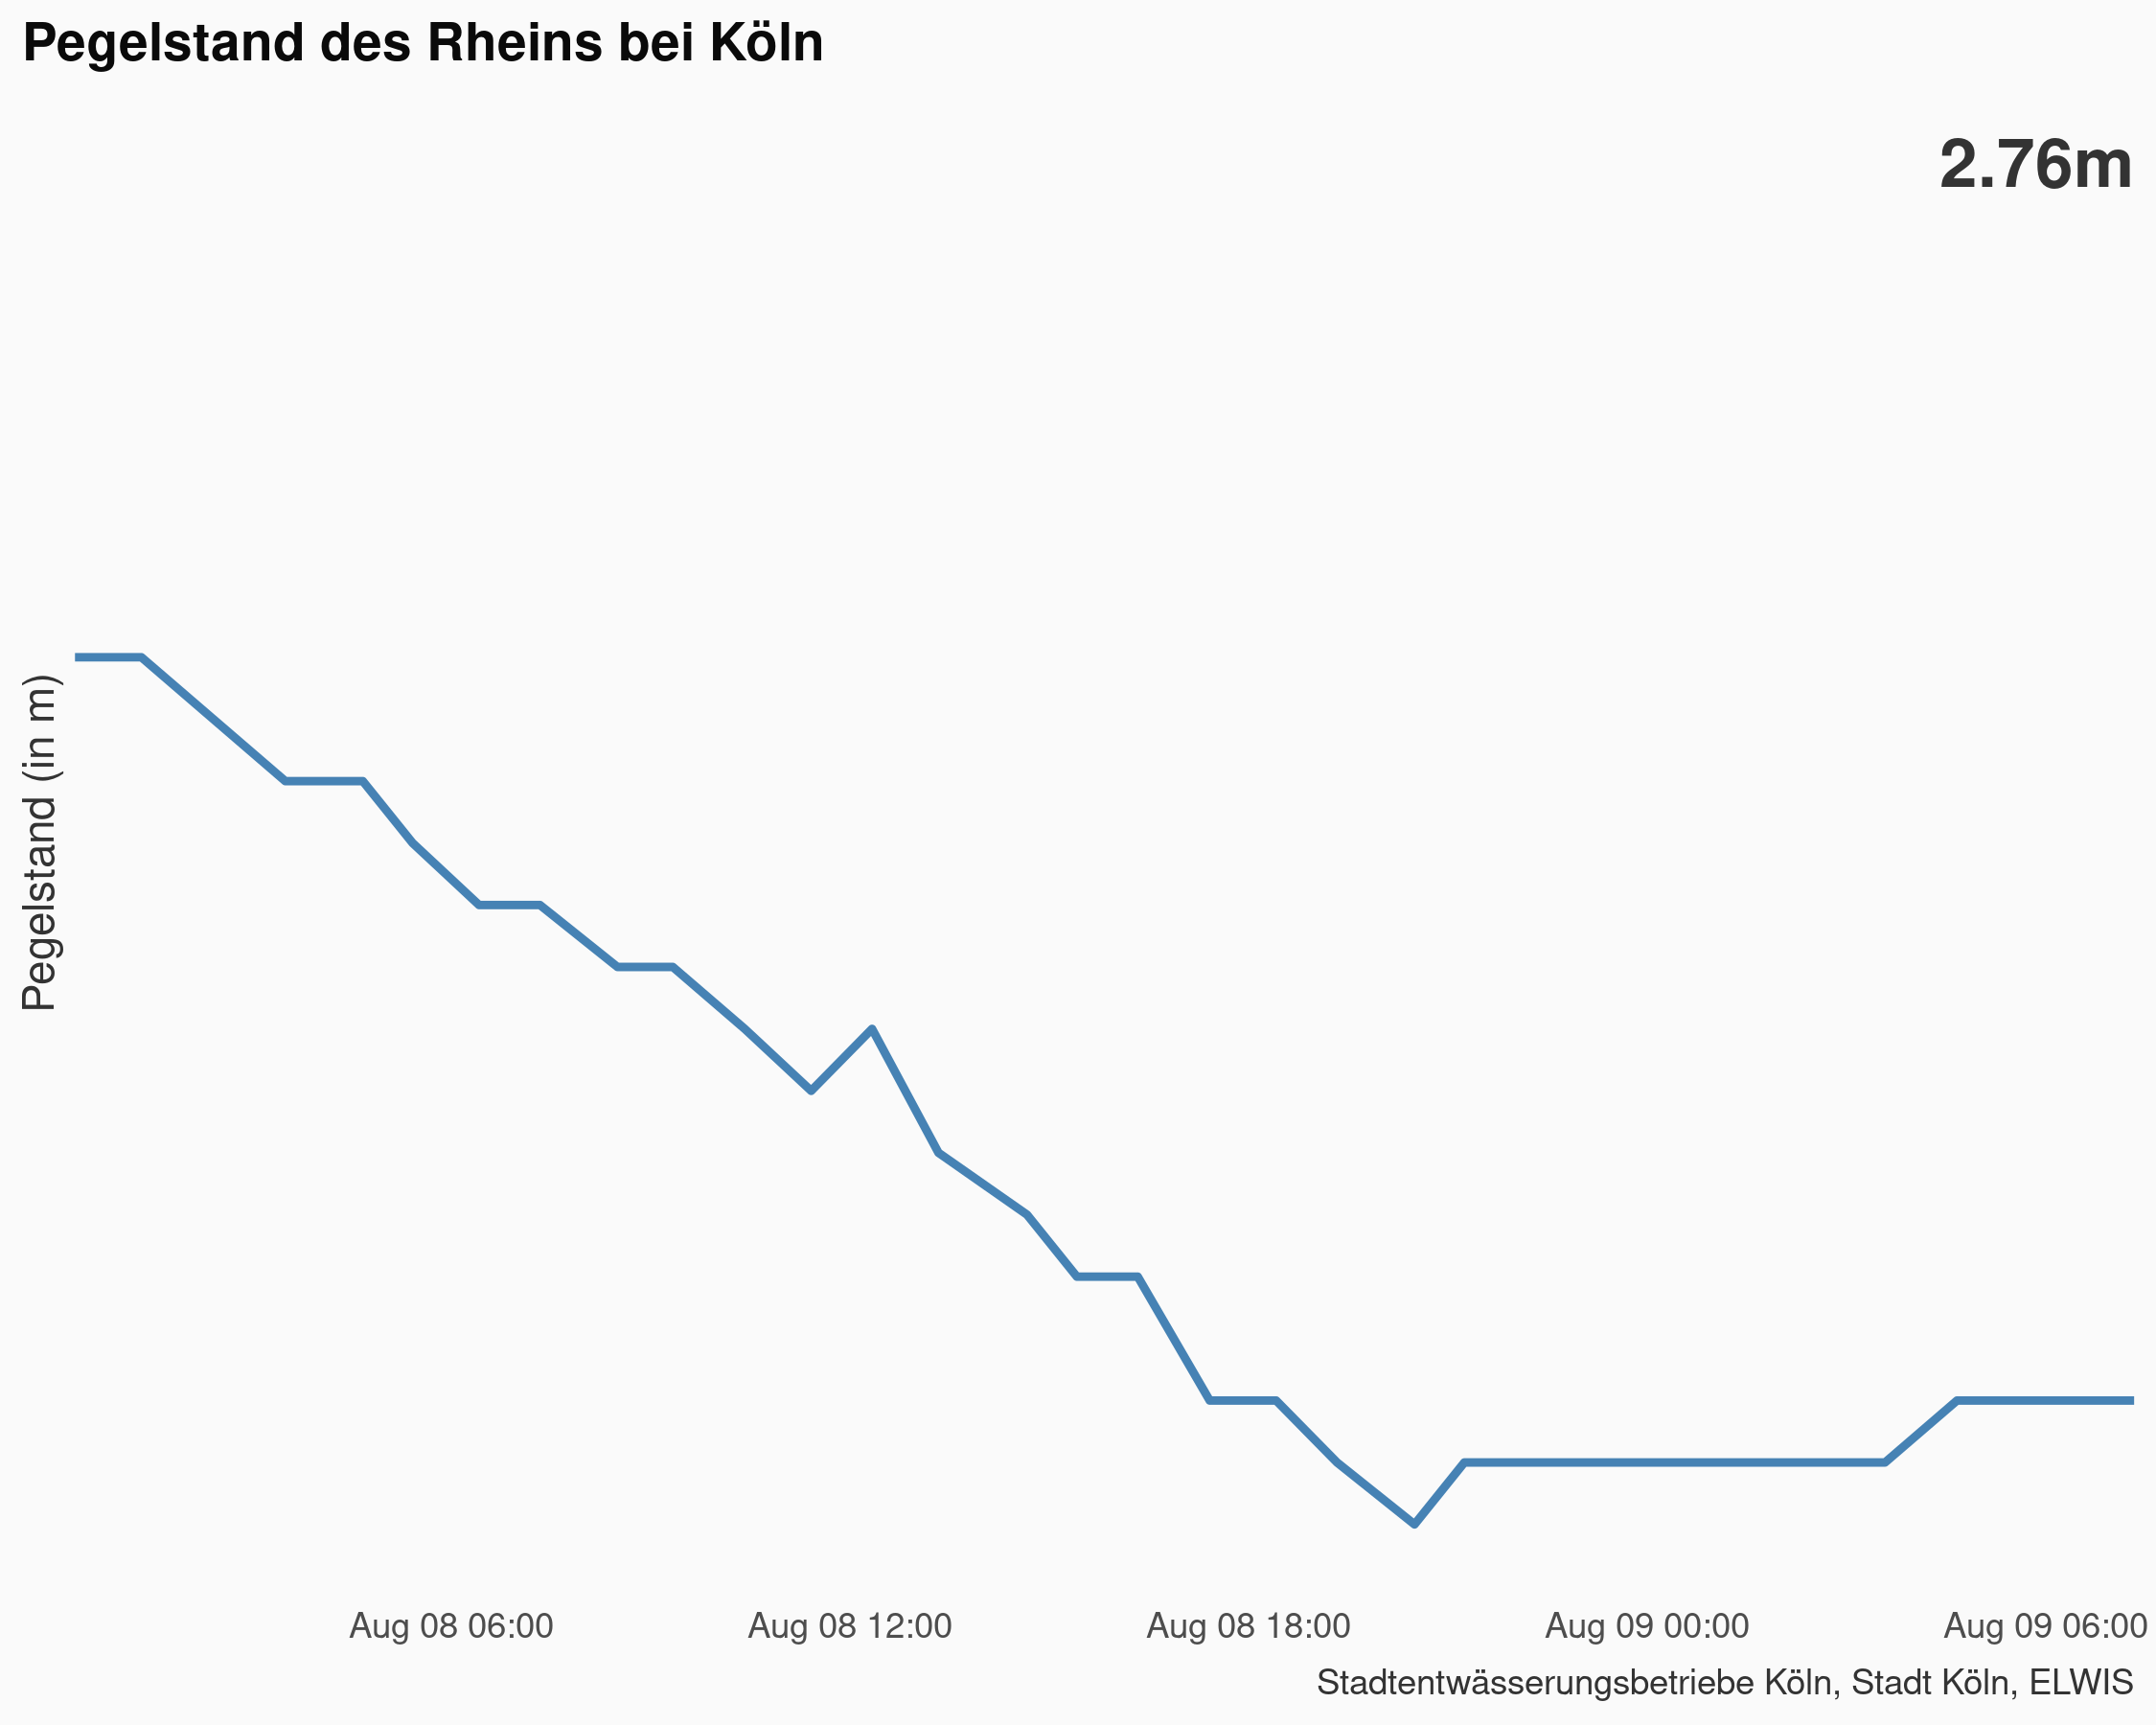 Pegelstand des Rheins bei Köln
2.76m
Pegelstand (in m)
Aug 08 06:00 Aug 08 12:00 Aug 08 18:00 Aug 09 00:00 Aug 09 06:00
Stadtentwässerungsbetriebe Köln, Stadt Köln, ELWIS